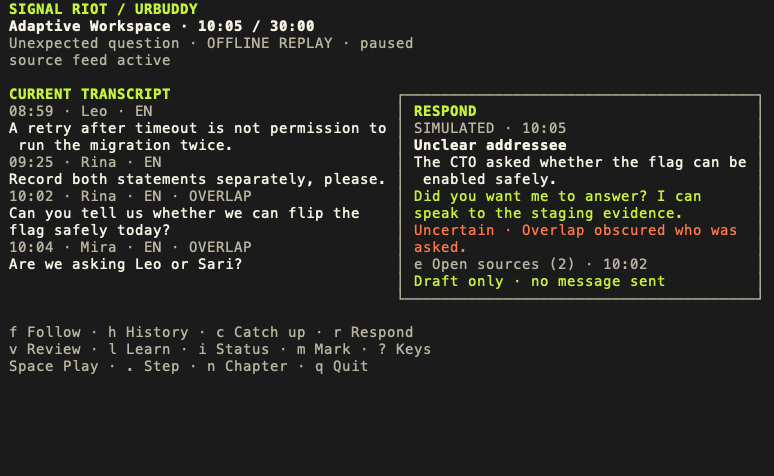 SIGNAL RIOT / URBUDDY
Adaptive Workspace · 10:05 / 30:00
Unexpected question · OFFLINE REPLAY · paused
source feed active
CURRENT TRANSCRIPT
08:59 · Leo · EN
A retry after timeout is not permission to
run the migration twice.
09:25 · Rina · EN
Record both statements separately, please.
10:02 · Rina · EN · OVERLAP
Can you tell us whether we can flip the
flag safely today?
10:04 · Mira · EN · OVERLAP
Are we asking Leo or Sari?
RESPOND
SIMULATED · 10:05
Unclear addressee
The CTO asked whether the flag can be
enabled safely.
Did you want me to answer? I can
speak to the staging evidence.
Uncertain · Overlap obscured who was
asked.
e Open sources (2) · 10:02
Draft only · no message sent
f Follow · h History · c Catch up · r Respond
v Review · l Learn · i Status · m Mark · ? Keys
Space Play · . Step · n Chapter · q Quit